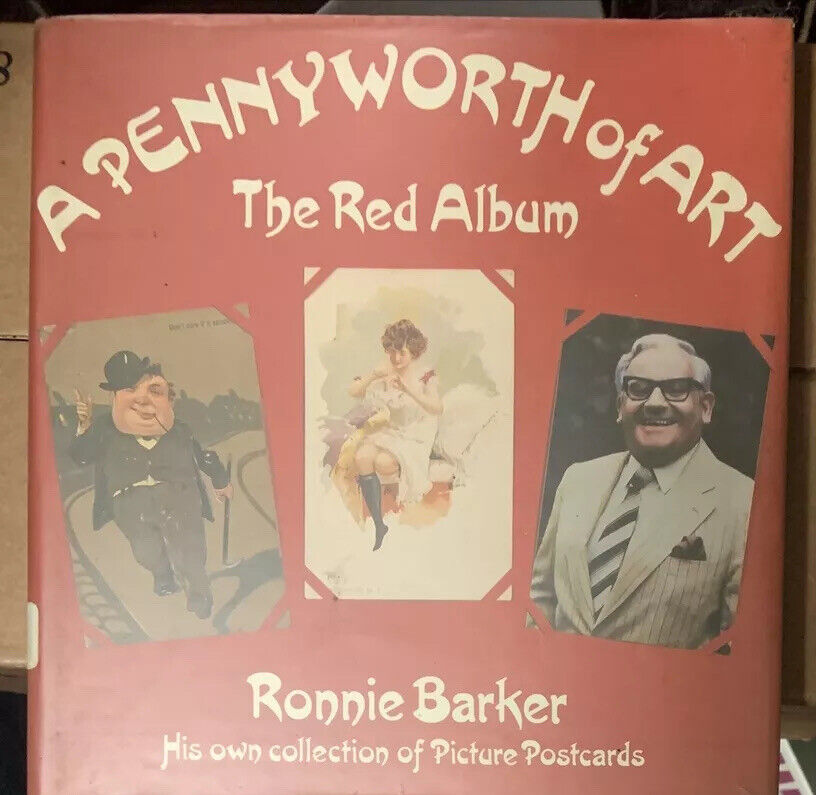 A PENNYWORTH of ART
The Red Album
Ronnie Barker
His own collection of Picture Postcards